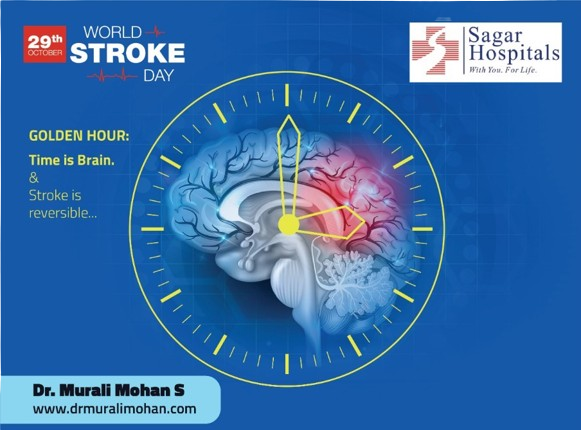 29th
OCTOBER
WORLD
STROKE
DAY
Sagar
Hospitals
With You. For Life.
GOLDEN HOUR:
Time is Brain.
&
Stroke is
reversible...
Dr. Murali Mohan S
www.drmuralimohan.com